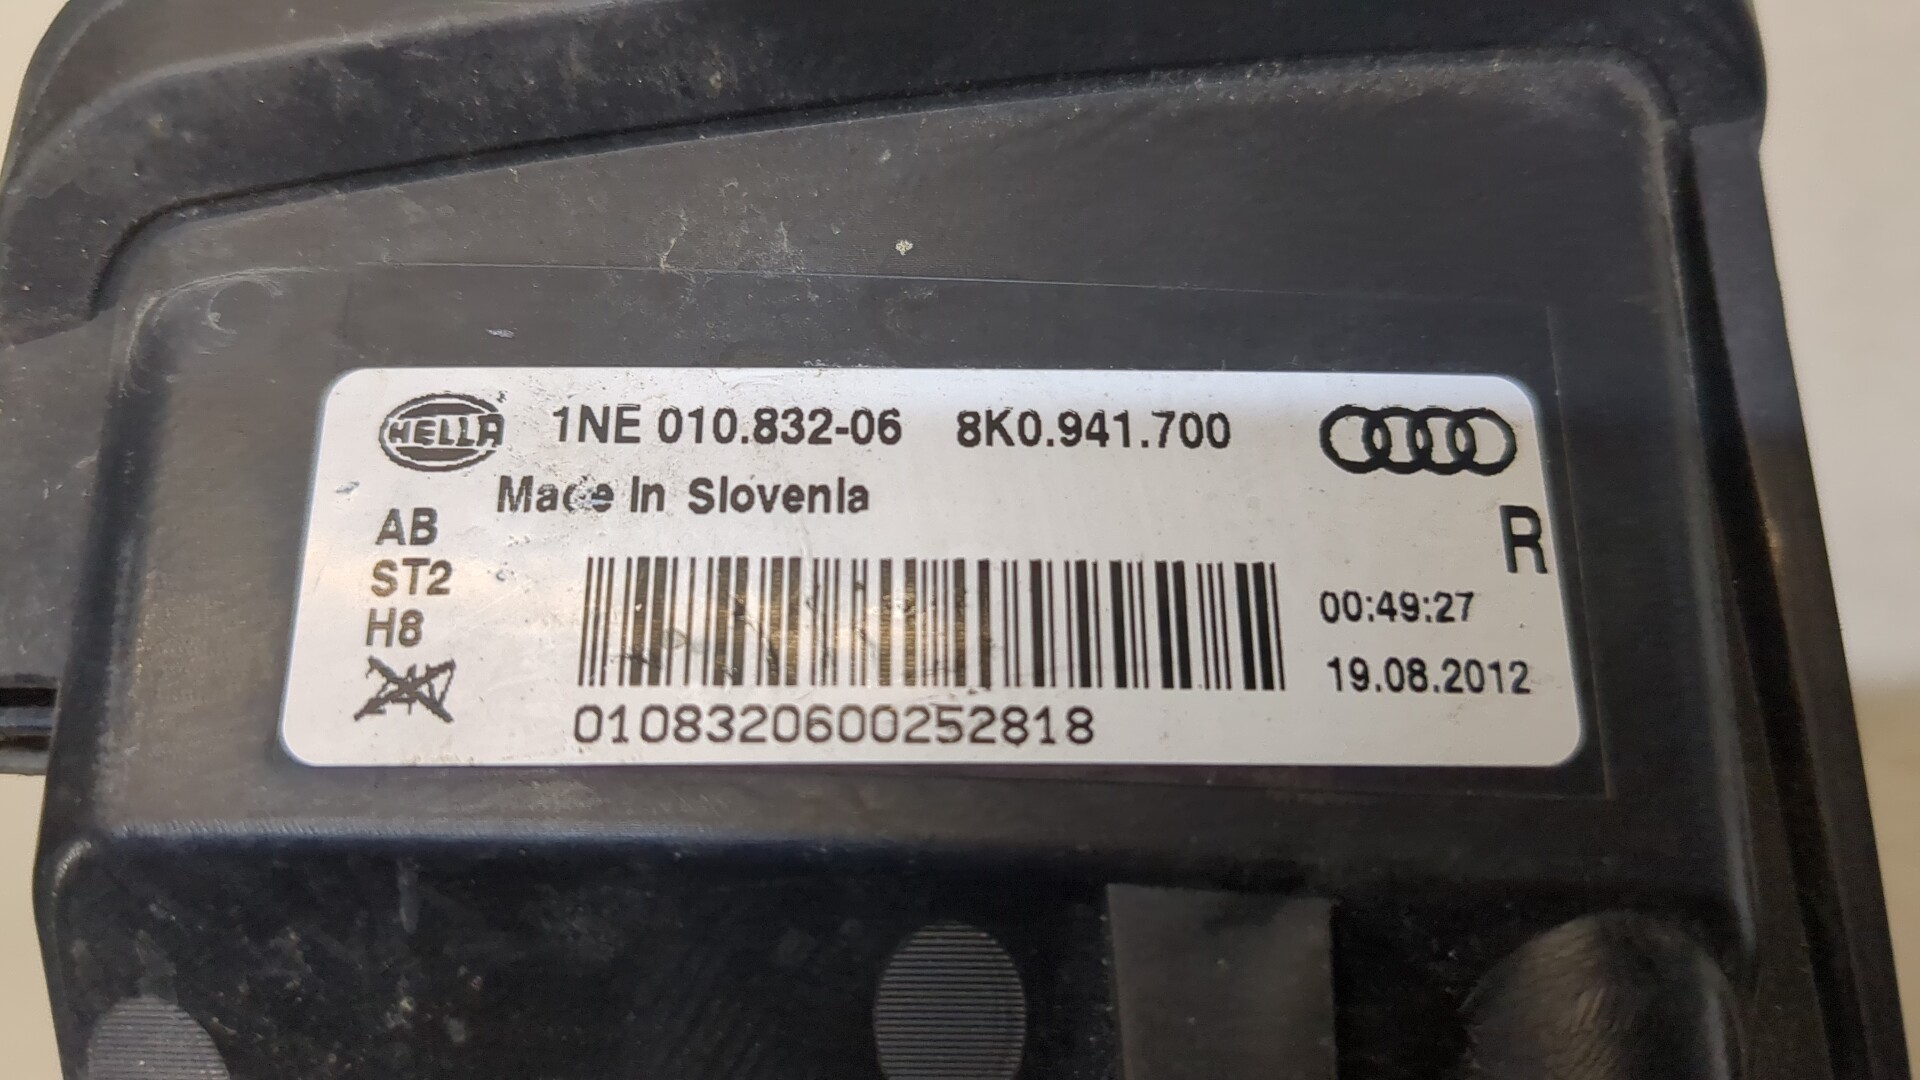 HELLA 1NE 010.832-06 8K0.941.700
Made In Slovenia
R
AB
ST2
H8
00:49:27
19.08.2012
0108320600252818